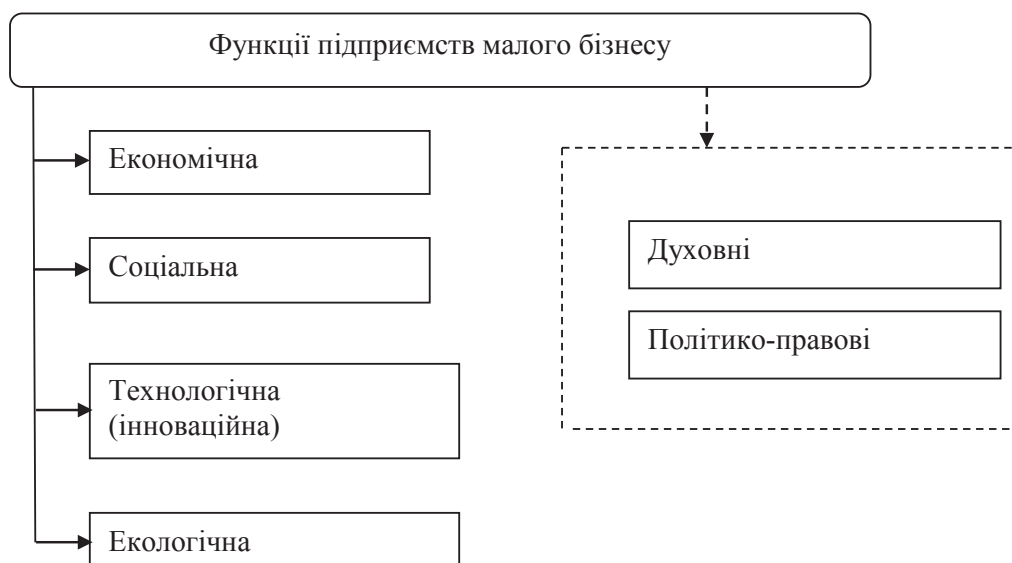 Функції підприємств малого бізнесу
Економічна
Соціальна
Технологічна
(інноваційна)
Екологічна
Духовні
Політико-правові